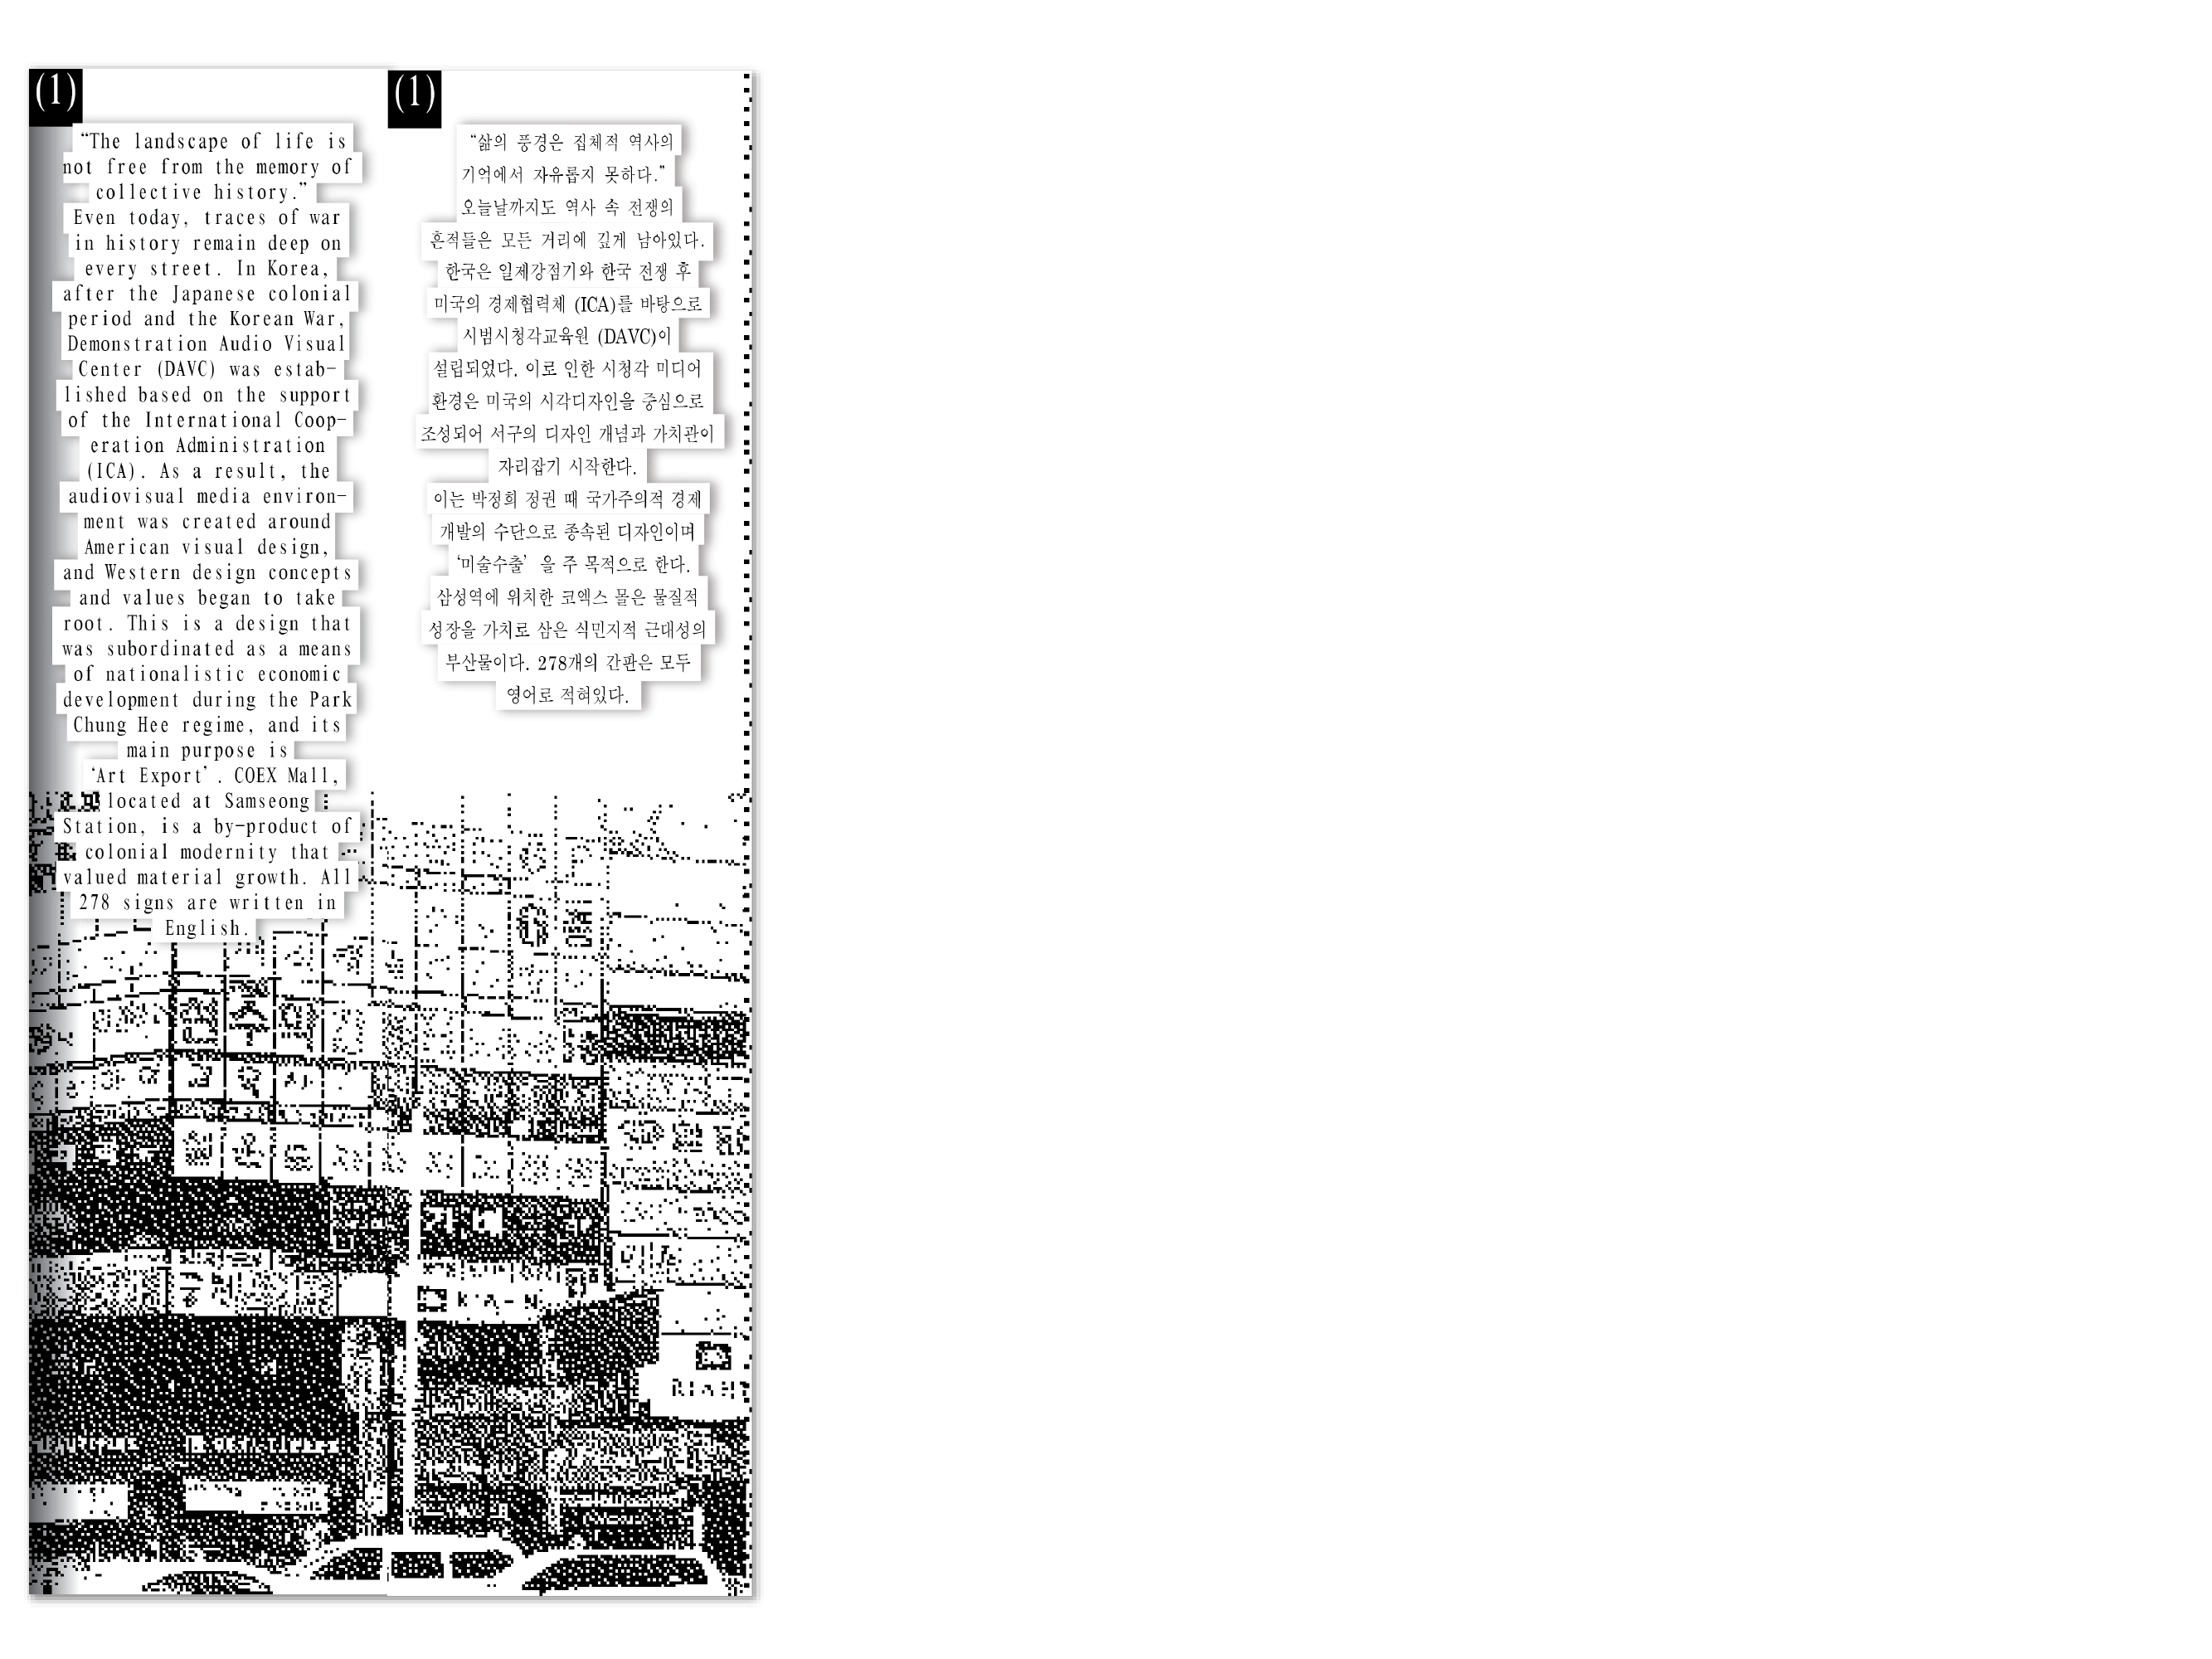 (1)
“The landscape of life is
not free from the memory of
collective history.”
Even today, traces of war
in history remain deep on
every street. In Korea,
after the Japanese colonial
period and the Korean War,
Demonstration Audio Visual
Center (DAVC) was estab-
lished based on the support
of the International Coop-
eration Administration
(ICA). As a result, the
audiovisual media environ-
ment was created around
American visual design,
and Western design concepts
and values began to take
root. This is a design that
was subordinated as a means
of nationalistic economic
development during the Park
Chung Hee regime, and its
main purpose is
‘Art Export’. COEX Mall,
located at Samseong
Station, is a by-product of
colonial modernity that
valued material growth. All
278 signs are written in
English.
(1)
“삶의 풍경은 집체적 역사의
기억에서 자유롭지 못하다.”
오늘날까지도 역사 속 전쟁의
흔적들은 모든 거리에 깊게 남아있다.
한국은 일제강점기와 한국 전쟁 후
미국의 경제협력체 (ICA)를 바탕으로
시범시청각교육원 (DAVC)이
설립되었다. 이로 인한 시청각 미디어
환경은 미국의 시각디자인을 중심으로
조성되어 서구의 디자인 개념과 가치관이
자리잡기 시작한다.
이는 박정희 정권 때 국가주의적 경제
개발의 수단으로 종속된 디자인이며
‘미술수출’ 을 주 목적으로 한다.
삼성역에 위치한 코엑스 몰은 물질적
성장을 가치로 삼은 식민지적 근대성의
부산물이다. 278개의 간판은 모두
영어로 적혀있다.